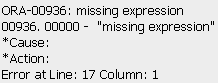 ORA-00936: missing expression
00936. 00000 -  "missing expression"
*Cause:
*Action:
Error at Line: 17 Column: 1